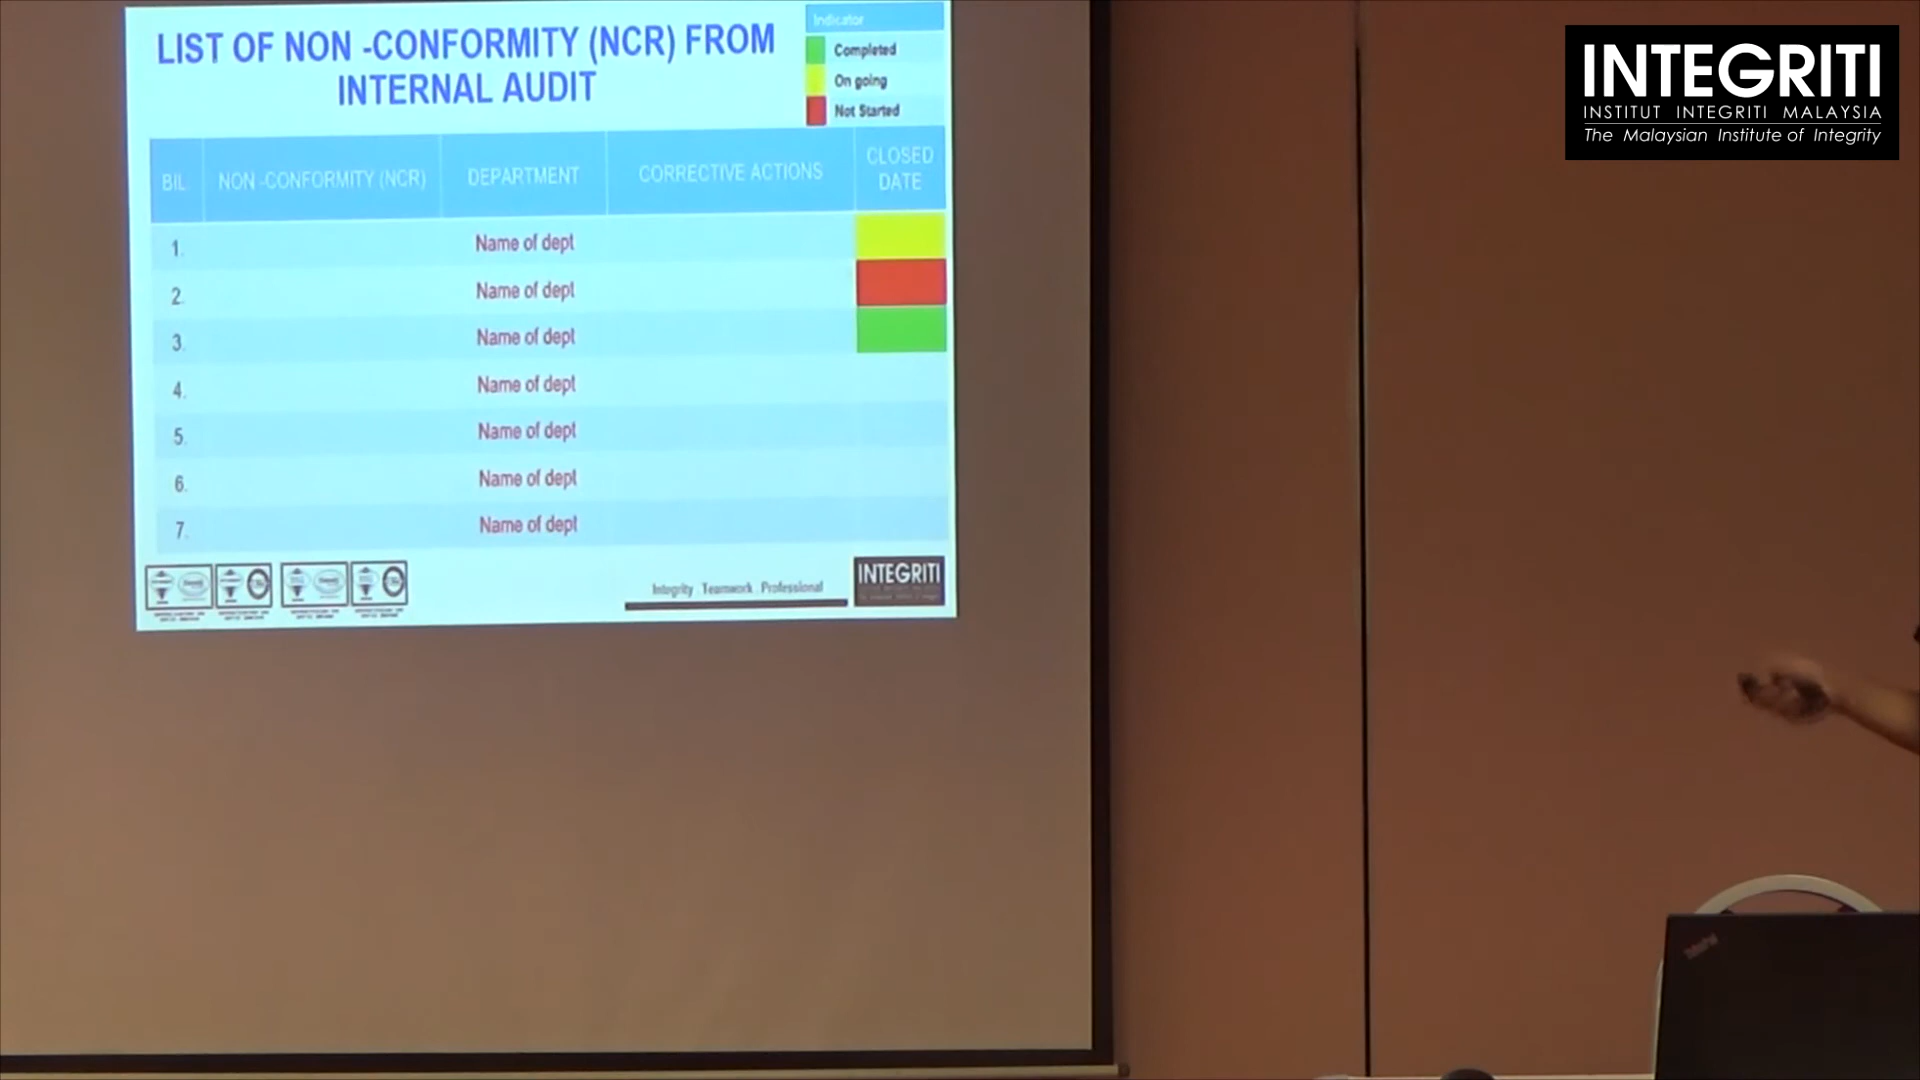 LIST OF NON -CONFORMITY (NCR) FROM
INTERNAL AUDIT
Indicator
Completed
On going
Not Started
BIL
NON -CONFORMITY (NCR)
DEPARTMENT
CORRECTIVE ACTIONS
CLOSED
DATE
1.
Name of dept
2.
Name of dept
3.
Name of dept
4.
Name of dept
5.
Name of dept
6.
Name of dept
7.
Name of dept
Integrity . Teamwork . Professional
INTEGRITI
INTEGRITI
INSTITUT INTEGRITI MALAYSIA
The Malaysian Institute of Integrity